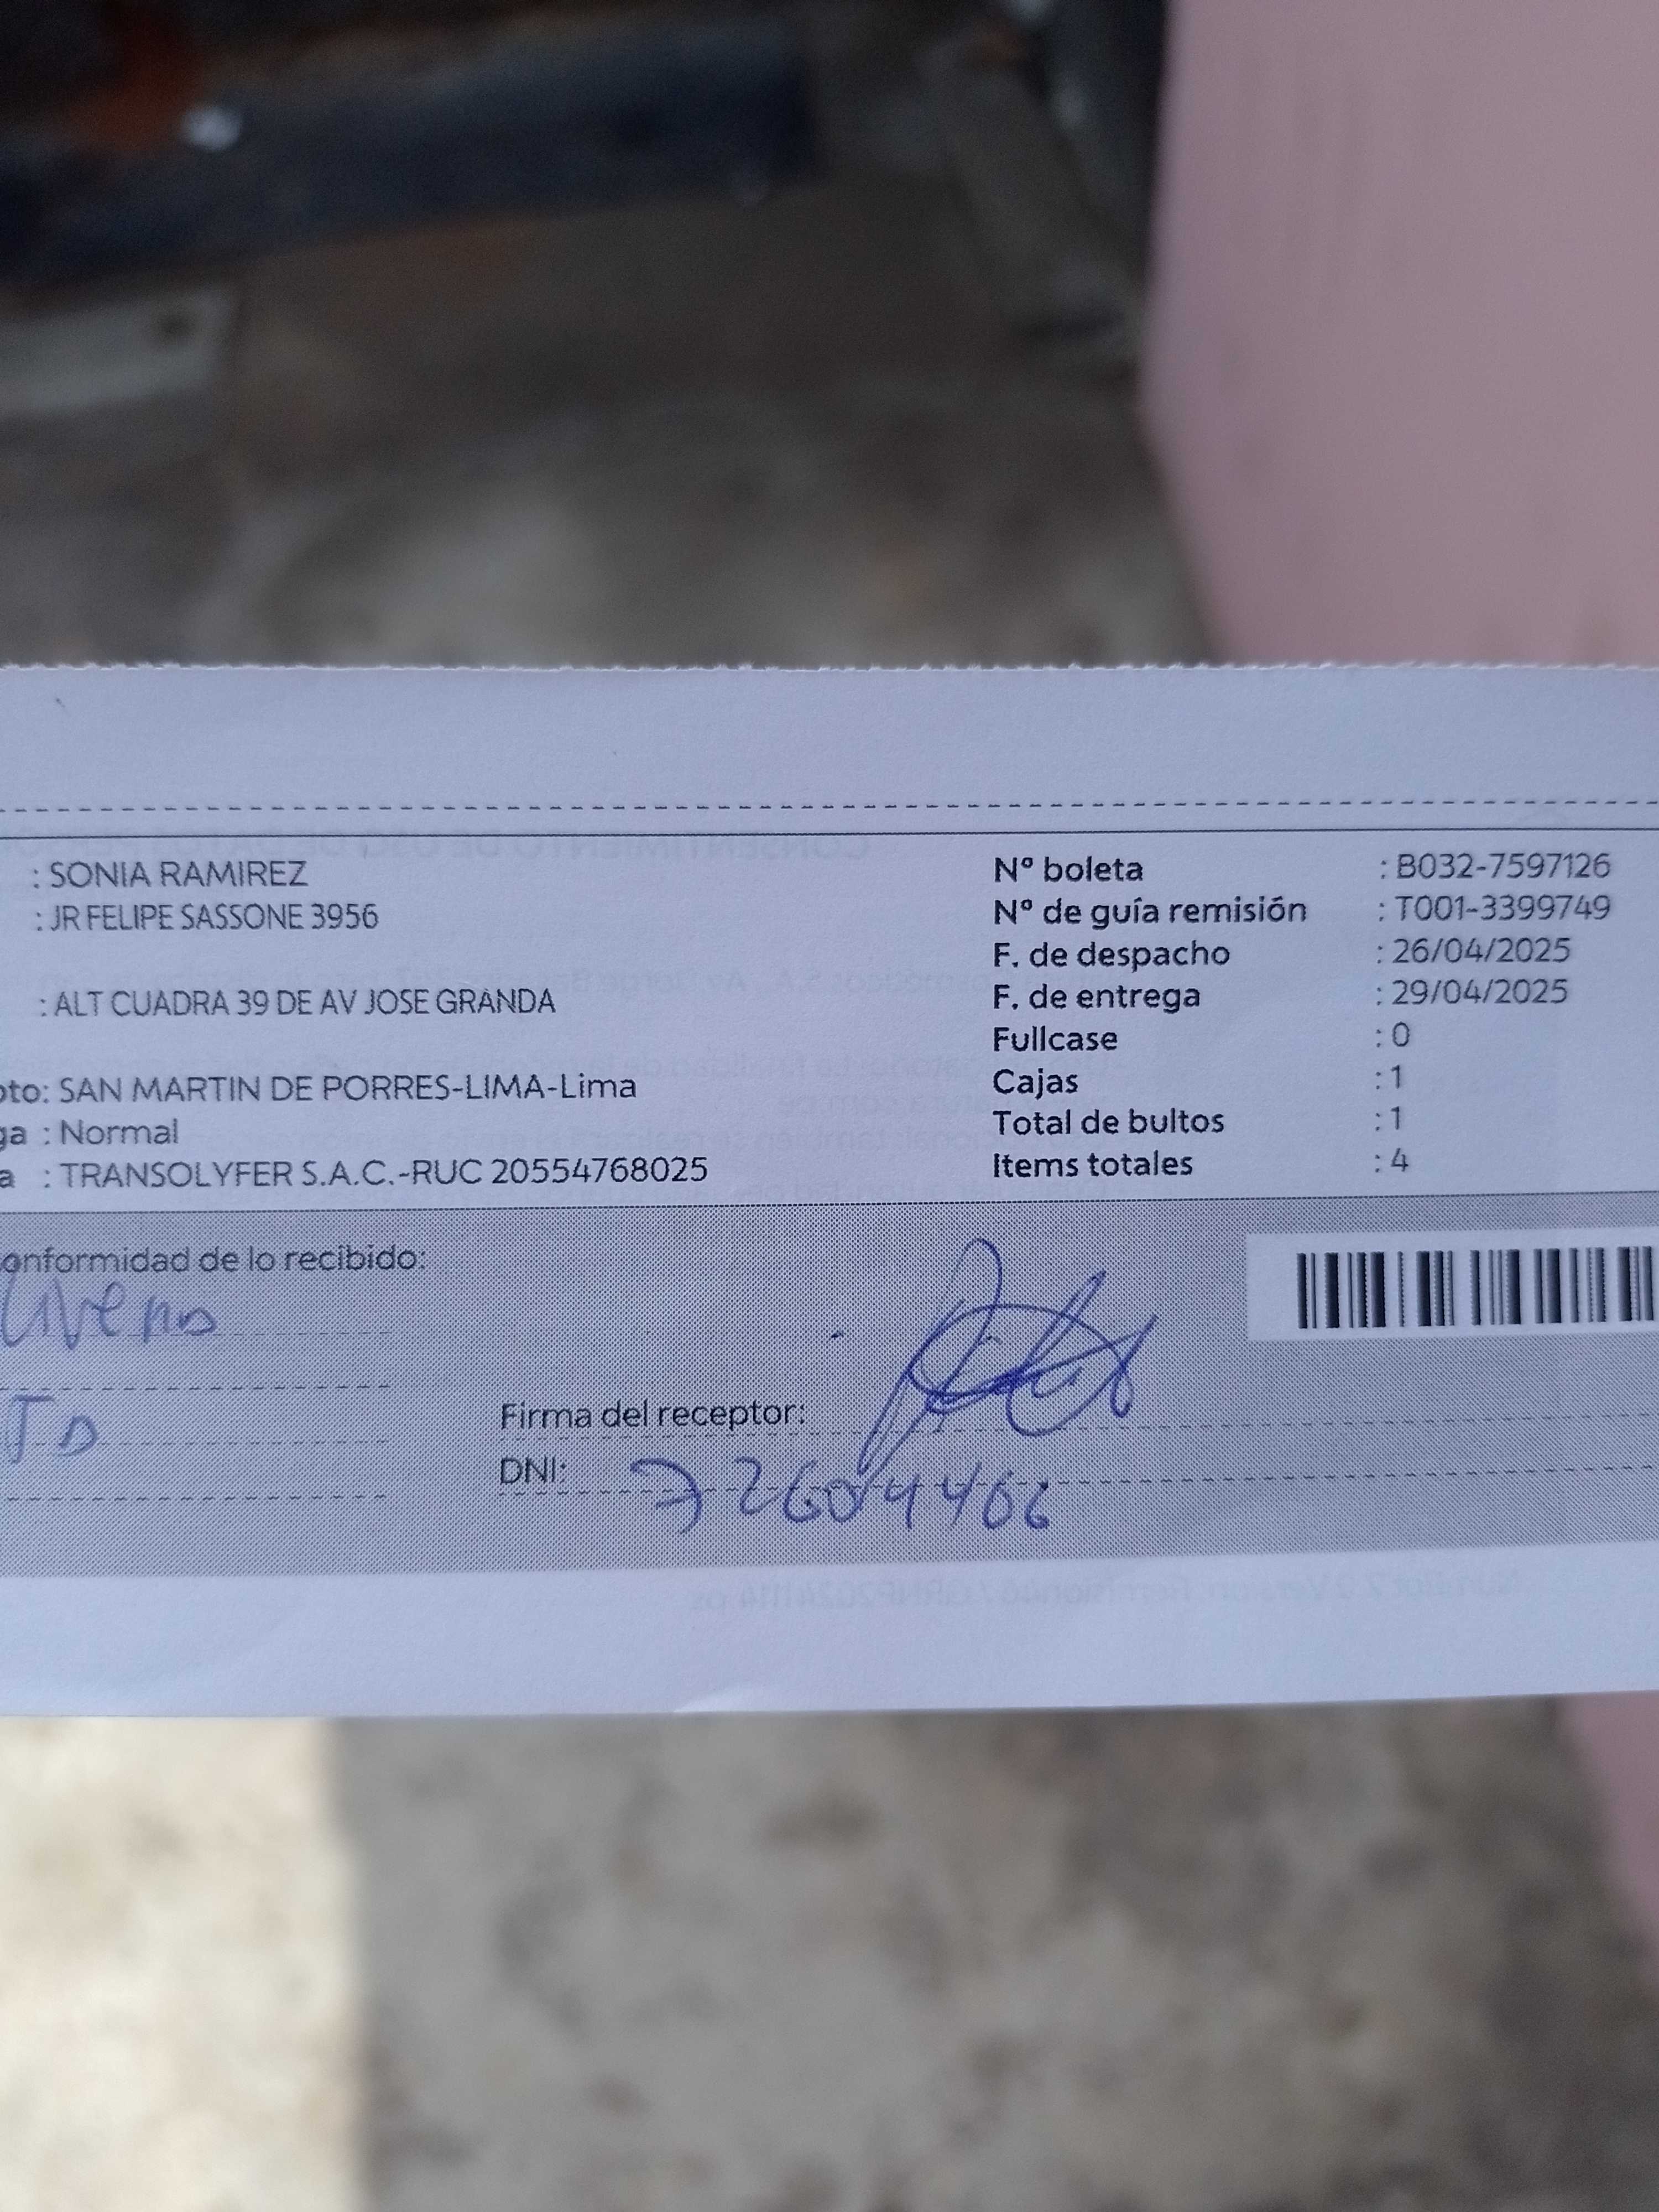 : SONIA RAMIREZ
: JR FELIPE SASSONE 3956
: ALT CUADRA 39 DE AV JOSE GRANDA
oto: SAN MARTIN DE PORRES-LIMA-Lima
ga : Normal
a : TRANSOLYFER S.A.C.-RUC 20554768025
Nº boleta : B032-7597126
Nº de guía remisión : T001-3399749
F. de despacho : 26/04/2025
F. de entrega : 29/04/2025
Fullcase : 0
Cajas : 1
Total de bultos : 1
Items totales : 4
onformidad de lo recibido:
Firma del receptor:
DNI: 72604406